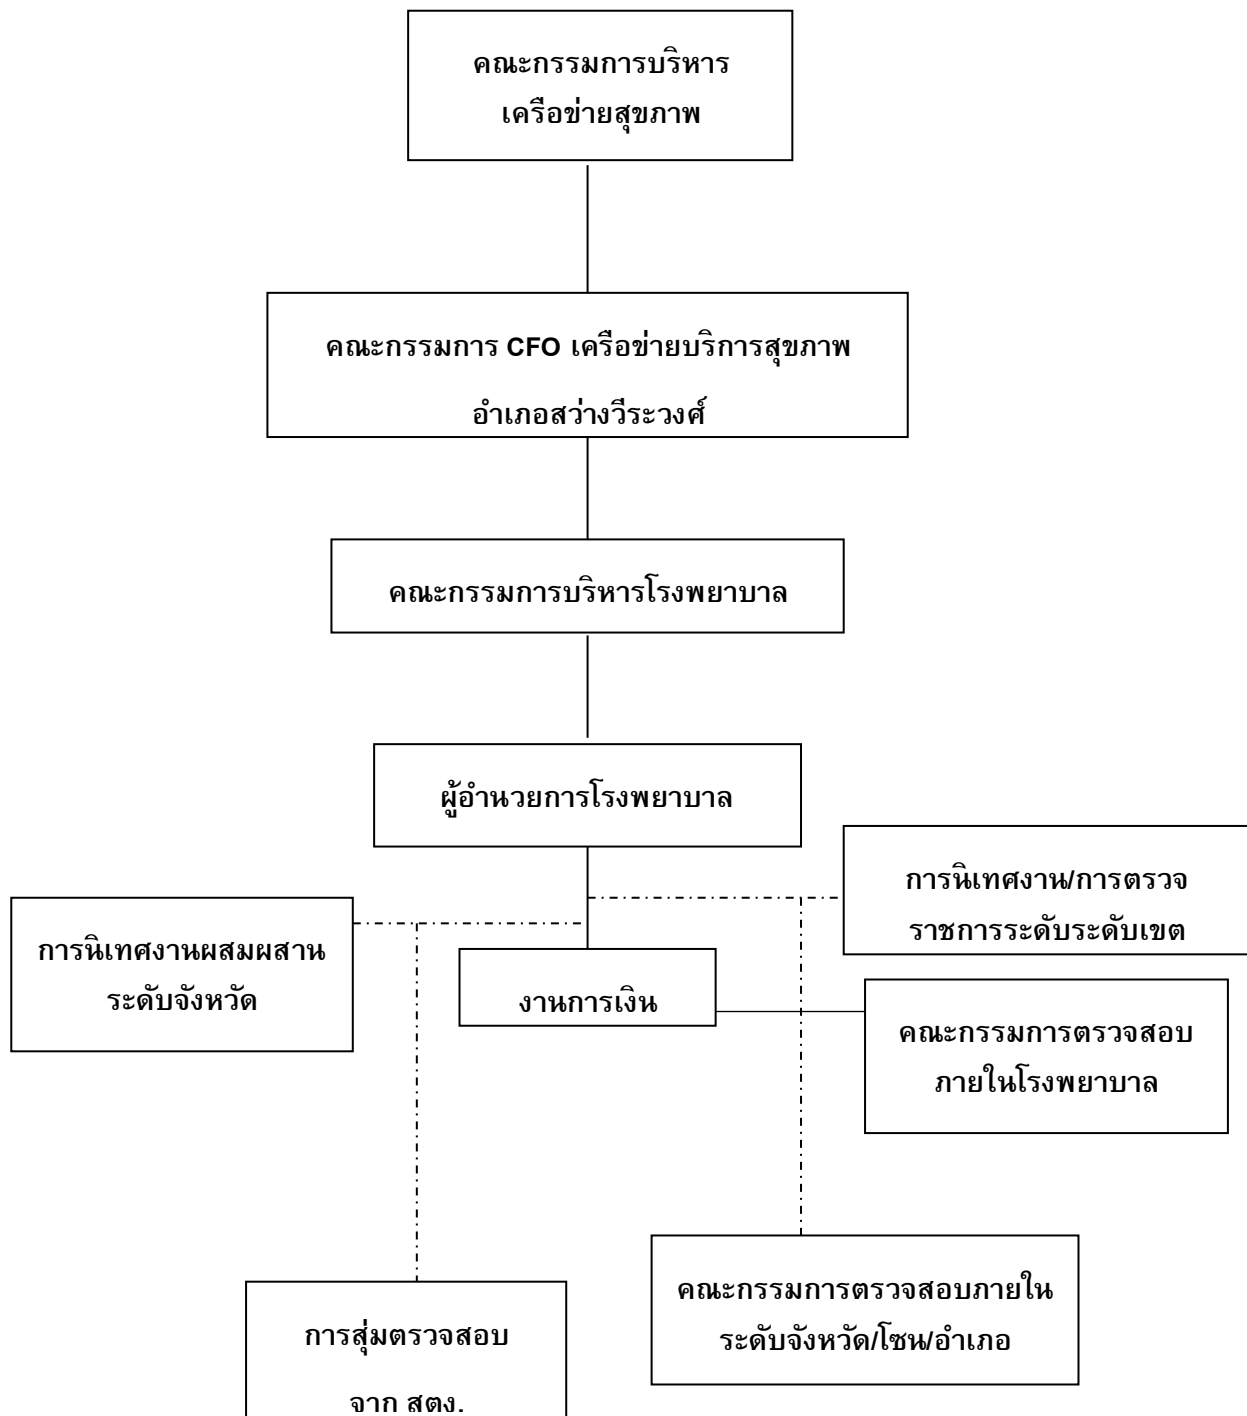 คณะกรรมการบริหาร
เครือข่ายสุขภาพ
คณะกรรมการ CFO เครือข่ายบริการสุขภาพ
อำเภอสว่างวีระวงศ์
คณะกรรมการบริหารโรงพยาบาล
ผู้อำนวยการโรงพยาบาล
การนิเทศงาน/การตรวจ
ราชการระดับระดับเขต
การนิเทศงานผสมผสาน
ระดับจังหวัด
งานการเงิน
คณะกรรมการตรวจสอบ
ภายในโรงพยาบาล
คณะกรรมการตรวจสอบภายใน
ระดับจังหวัด/โซน/อำเภอ
การสุ่มตรวจสอบ
จาก สตง.